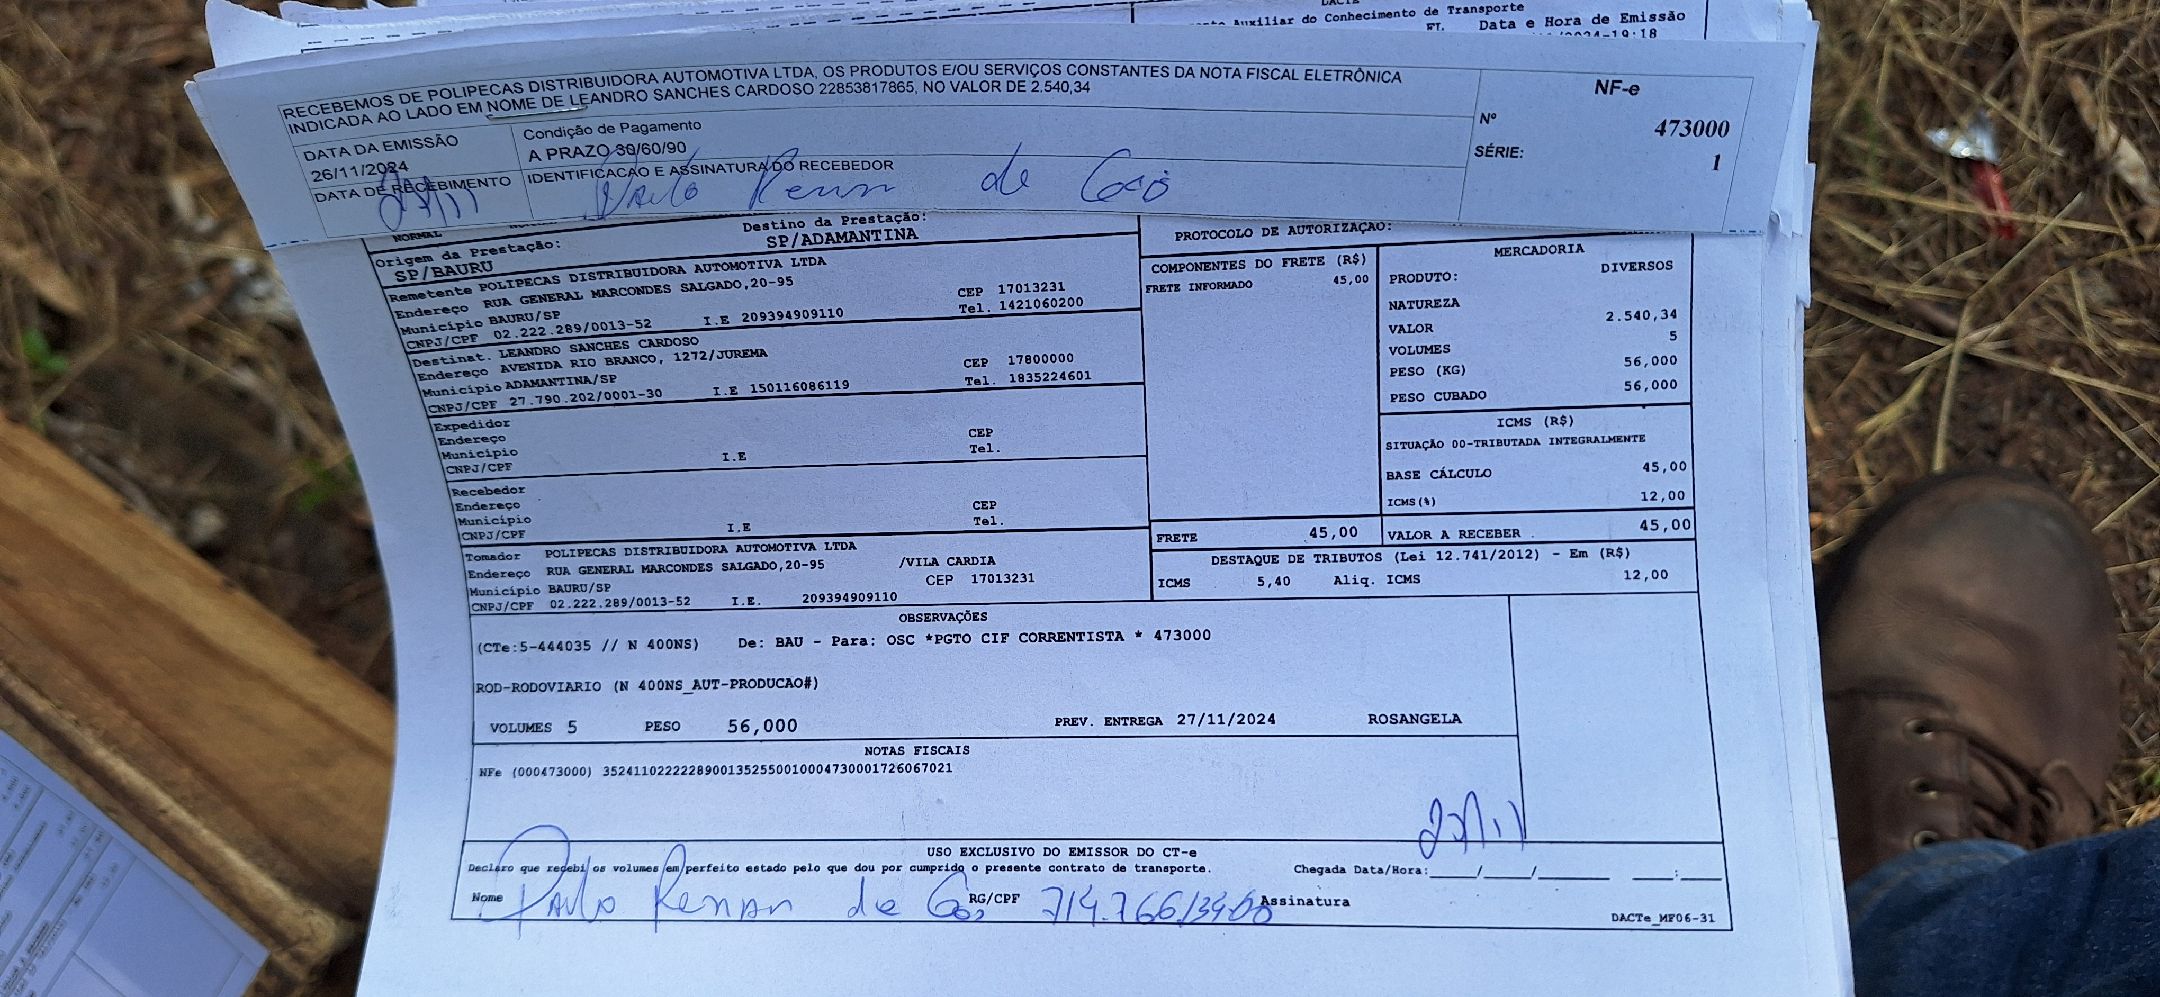 Auxiliar do Conhecimento de Transporte
FL Data e Hora de Emissão
RECEBEMOS DE POLIPECAS DISTRIBUIDORA AUTOMOTIVA LTDA, OS PRODUTOS E/OU SERVIÇOS CONSTANTES DA NOTA FISCAL ELETRÔNICA
INDICADA AO LADO EM NOME DE LEANDRO SANCHES CARDOSO 22853817865, NO VALOR DE 2.540,34
NF-e
Nº 473000
SÉRIE: 1
DATA DA EMISSÃO
26/11/2024
Condição de Pagamento
A PRAZO 30/60/90
DATA DE RECEBIMENTO
27/11
IDENTIFICACAO E ASSINATURA DO RECEBEDOR
Paulo Renan de
NORMAL
Origem da Prestação:
SP/BAURU
Destino da Prestação:
SP/ADAMANTINA
PROTOCOLO DE AUTORIZAÇÃO:
Remetente POLIPECAS DISTRIBUIDORA AUTOMOTIVA LTDA
Endereço RUA GENERAL MARCONDES SALGADO,20-95 CEP 17013231
Município BAURU/SP Tel. 1421060200
CNPJ/CPF 02.222.289/0013-52 I.E 209394909110
Destinat. LEANDRO SANCHES CARDOSO
Endereço AVENIDA RIO BRANCO, 1272/JUREMA CEP 17800000
Município ADAMANTINA/SP Tel. 1835224601
CNPJ/CPF 27.790.202/0001-30 I.E 150116086119
Expedidor
Endereço CEP
Município Tel.
CNPJ/CPF I.E
Recebedor
Endereço CEP
Município Tel.
CNPJ/CPF I.E
Tomador POLIPECAS DISTRIBUIDORA AUTOMOTIVA LTDA
Endereço RUA GENERAL MARCONDES SALGADO,20-95 /VILA CARDIA
Município BAURU/SP CEP 17013231
CNPJ/CPF 02.222.289/0013-52 I.E. 209394909110
COMPONENTES DO FRETE (R$)
FRETE INFORMADO 45,00
FRETE 45,00
MERCADORIA
PRODUTO: DIVERSOS
NATUREZA
VALOR 2.540,34
VOLUMES 5
PESO (KG) 56,000
PESO CUBADO 56,000
ICMS (R$)
SITUAÇÃO 00-TRIBUTADA INTEGRALMENTE
BASE CÁLCULO 45,00
ICMS(%) 12,00
VALOR A RECEBER 45,00
DESTAQUE DE TRIBUTOS (Lei 12.741/2012) - Em (R$)
ICMS 5,40 Aliq. ICMS 12,00
OBSERVAÇÕES
(CTe:5-444035 // N 400NS) De: BAU - Para: OSC *PGTO CIF CORRENTISTA * 473000
ROD-RODOVIARIO (N 400NS_AUT-PRODUCAO#)
VOLUMES 5 PESO 56,000 PREV. ENTREGA 27/11/2024 ROSANGELA
NOTAS FISCAIS
NFe (000473000) 35241102222289001352550010004730001726067021
27/11
USO EXCLUSIVO DO EMISSOR DO CT-e
Declaro que recebi os volumes em perfeito estado pelo que dou por cumprido o presente contrato de transporte.
Chegada Data/Hora:____/____/______ ___:___
Nome Paulo Renan de RG/CPF Assinatura
DACTe_MF06-31